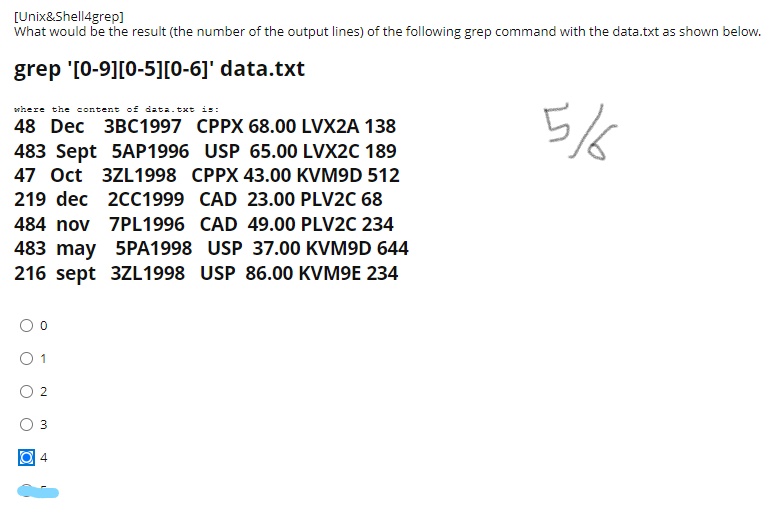 [Unix&Shell4grep]
What would be the result (the number of the output lines) of the following grep command with the data.txt as shown below.
grep '[0-9][0-5][0-6]' data.txt
where the content of data.txt is:
48 Dec 3BC1997 CPPX 68.00 LVX2A 138
483 Sept 5AP1996 USP 65.00 LVX2C 189
47 Oct 3ZL1998 CPPX 43.00 KVM9D 512
219 dec 2CC1999 CAD 23.00 PLV2C 68
484 nov 7PL1996 CAD 49.00 PLV2C 234
483 may 5PA1998 USP 37.00 KVM9D 644
216 sept 3ZL1998 USP 86.00 KVM9E 234
5/6
0
1
2
3
4